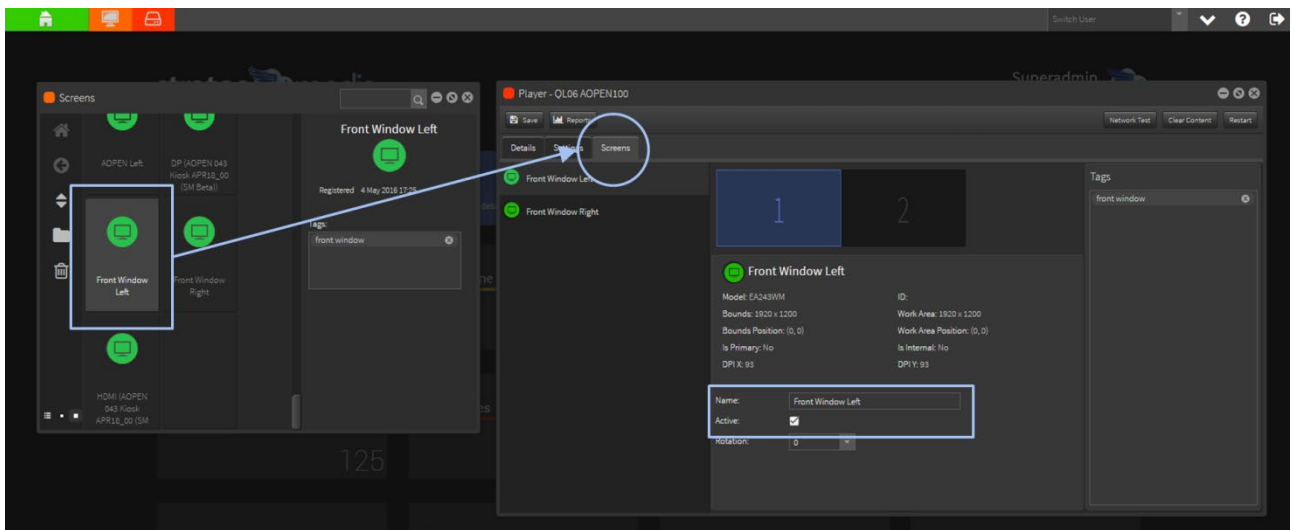 Switch User
Superadmin
Screens
AOPEN Left
DP (AOPEN 043
Kiosk APR18_00
(SM Beta))
Front Window
Left
Front Window
Right
HDMI (AOPEN
043 Kiosk
APR18_00 (SM
Front Window Left
Registered 4 May 2016 17:25
Tags:
front window
125
Player - QL06 AOPEN100
Save
Reports
Network Test
Clear Content
Restart
Details
Settings
Screens
Front Window Left
Front Window Right
1
2
Front Window Left
Model: EA243WM
ID:
Bounds: 1920 x 1200
Work Area: 1920 x 1200
Bounds Position: (0, 0)
Work Area Position: (0, 0)
Is Primary: No
Is Internal: No
DPI X: 93
DPI Y: 93
Name:
Front Window Left
Active:
Rotation:
0
Tags
front window